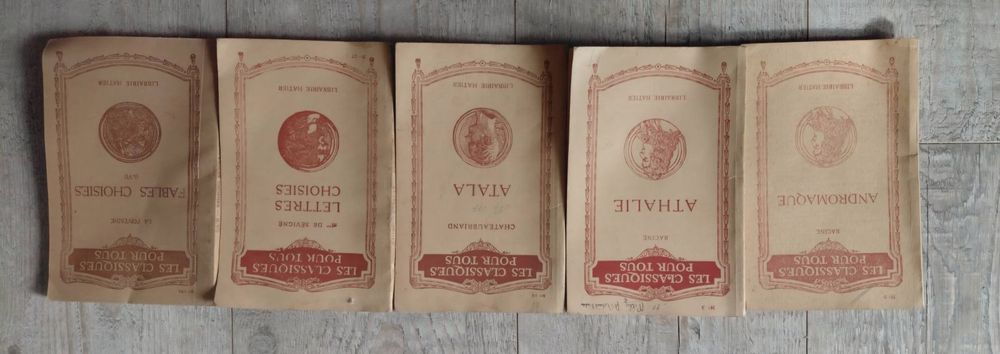 LES CLASSIQUES
POUR TOUS
RACINE
ANDROMAQUE
LIBRAIRIE HATIER
N° 3
LES CLASSIQUES
POUR TOUS
RACINE
ATHALIE
LIBRAIRIE HATIER
LES CLASSIQUES
POUR TOUS
CHATEAUBRIAND
ATALA
LIBRAIRIE HATIER
LES CLASSIQUES
POUR TOUS
Mme DE SÉVIGNÉ
LETTRES
CHOISIES
LIBRAIRIE HATIER
LES CLASSIQUES
POUR TOUS
LA FONTAINE
FABLES CHOISIES
LIBRAIRIE HATIER